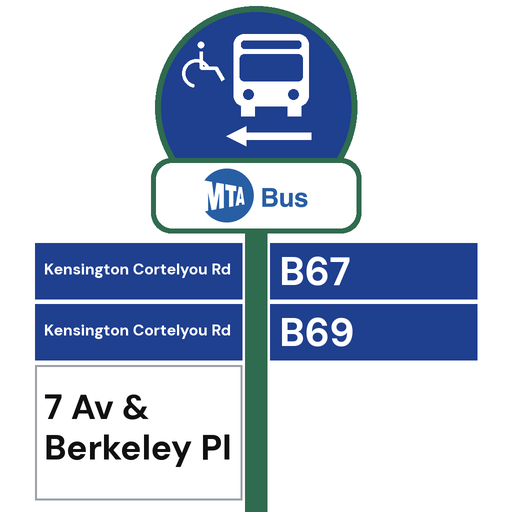 MTA Bus
Kensington Cortelyou Rd B67
Kensington Cortelyou Rd B69
7 Av &
Berkeley Pl